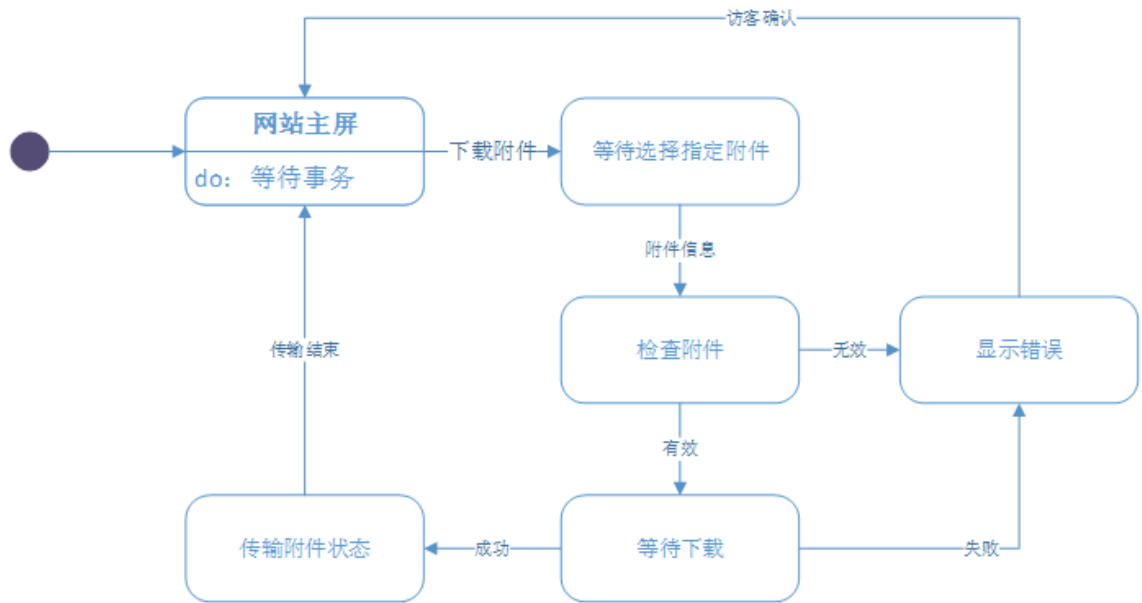 访客确认
网站主屏
do：等待事务
下载附件
等待选择指定附件
附件信息
检查附件
无效
显示错误
传输结束
有效
传输附件状态
成功
等待下载
失败